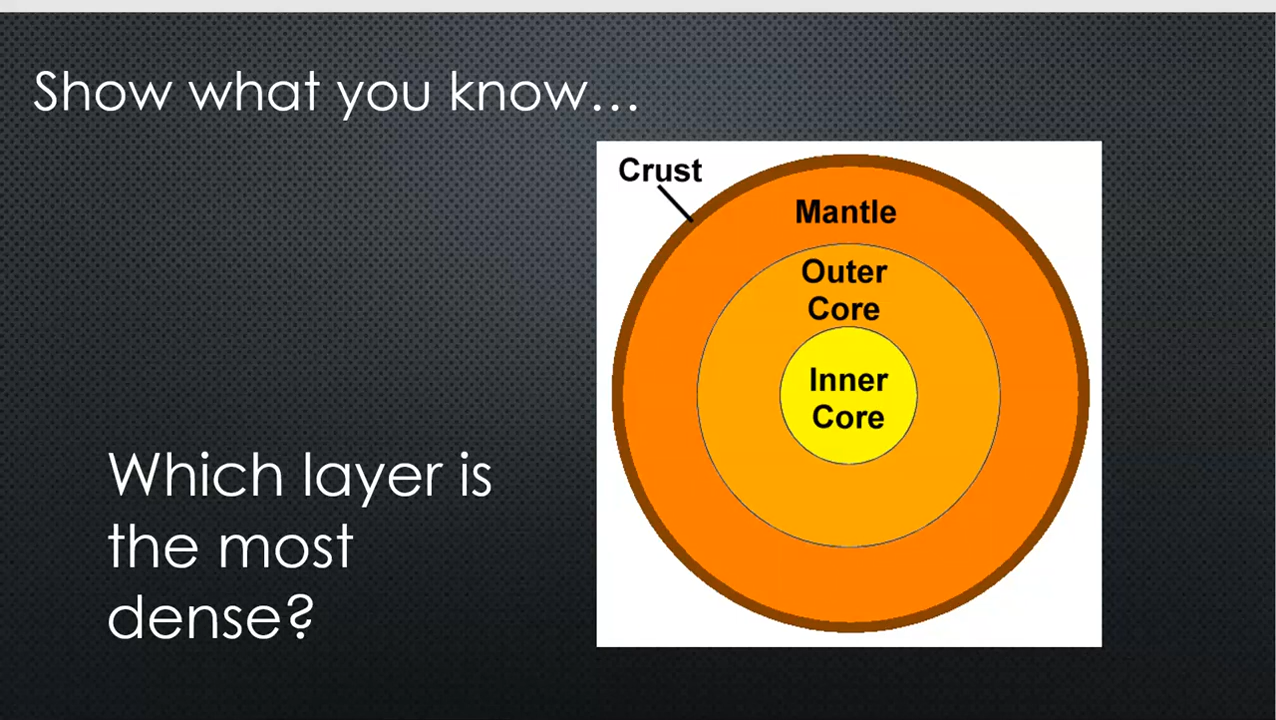 Show what you know…
Crust
Mantle
Outer
Core
Inner
Core
Which layer is
the most
dense?